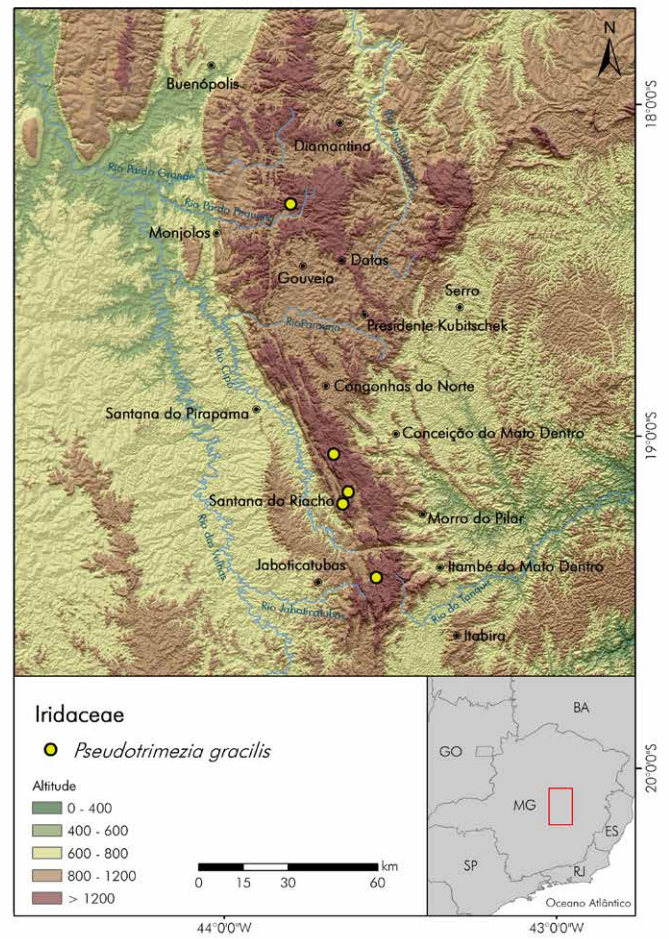 N
Buenópolis
Diamantina
Rio Pardo Grande
Rio Pardo Pequeno
Monjolos
Datas
Gouveia
Serro
Rio Parauna
Presidente Kubitschek
Rio Cipó
Congonhas do Norte
Santana do Pirapama
Conceição do Mato Dentro
Santana do Riacho
Morro do Pilar
Rio das Velhas
Jaboticatubas
Itambé do Mato Dentro
Rio Jaboticatubas
Rio do Tanque
Itabira
18°0'0"S
19°0'0"S
20°0'0"S
Iridaceae
Pseudotrimezia gracilis
Altitude
0 - 400
400 - 600
600 - 800
800 - 1200
> 1200
km
0 15 30 60
BA
GO
MG
ES
SP
RJ
Oceano Atlântico
44°0'0"W
43°0'0"W